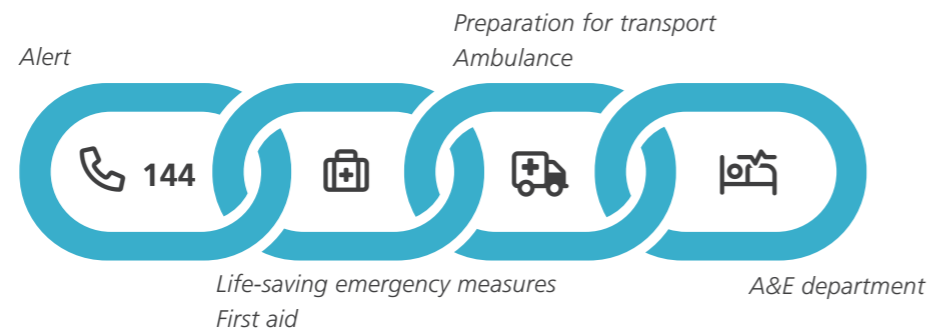 Alert
Preparation for transport
Ambulance
144
Life-saving emergency measures
First aid
A&E department